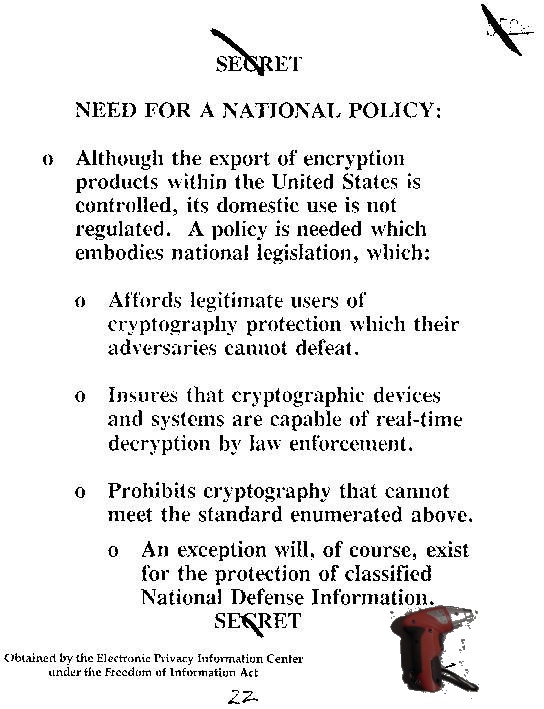 SECRET
NEED FOR A NATIONAL POLICY:
o Although the export of encryption
products within the United States is
controlled, its domestic use is not
regulated. A policy is needed which
embodies national legislation, which:
o Affords legitimate users of
cryptography protection which their
adversaries cannot defeat.
o Insures that cryptographic devices
and systems are capable of real-time
decryption by law enforcement.
o Prohibits cryptography that cannot
meet the standard enumerated above.
o An exception will, of course, exist
for the protection of classified
National Defense Information.
SECRET
Obtained by the Electronic Privacy Information Center
under the Freedom of Information Act
22